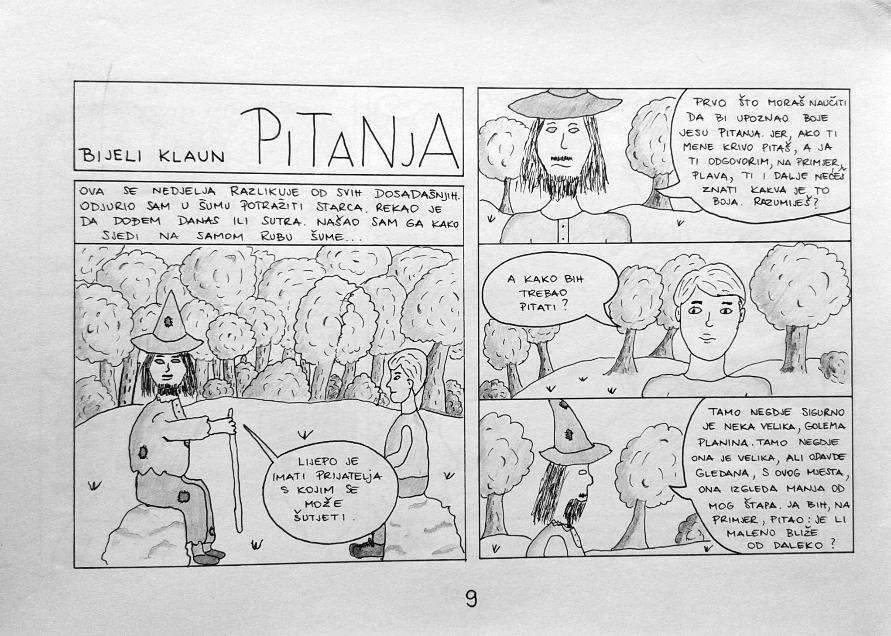 BIJELI KLAUN PITANJA
OVA SE NEDJELJA RAZLIKUJE OD SVIH DOSADAŠNJIH.
ODJURIO SAM U ŠUMU POTRAŽITI STARCA. REKAO JE
DA DOĐEM DANAS ILI SUTRA. NAŠAO SAM GA KAKO
SJEDI NA SAMOM RUBU ŠUME...
LIJEPO JE
IMATI PRIJATELJA
S KOJIM SE
MOŽE
ŠUTJETI.
PRVO ŠTO MORAŠ NAUČITI
DA BI UPOZNAO BOJE
JESU PITANJA. JER, AKO TI
MENE KRIVO PITAŠ, A JA
TI ODGOVORIM, NA PRIMJER,
PLAVA, TI I DALJE NEĆEŠ
ZNATI KAKVA JE TO
BOJA. RAZUMIJEŠ?
A KAKO BIH
TREBAO
PITATI?
TAMO NEGDJE SIGURNO
JE NEKA VELIKA, GOLEMA
PLANINA. TAMO NEGDJE
ONA JE VELIKA, ALI ODAVDE
GLEDANA, S OVOG MJESTA,
ONA IZGLEDA MANJA OD
MOG ŠTAPA. JA BIH, NA
PRIMJER, PITAO: JE LI
MALENO BLIŽE
OD DALEKO?
9